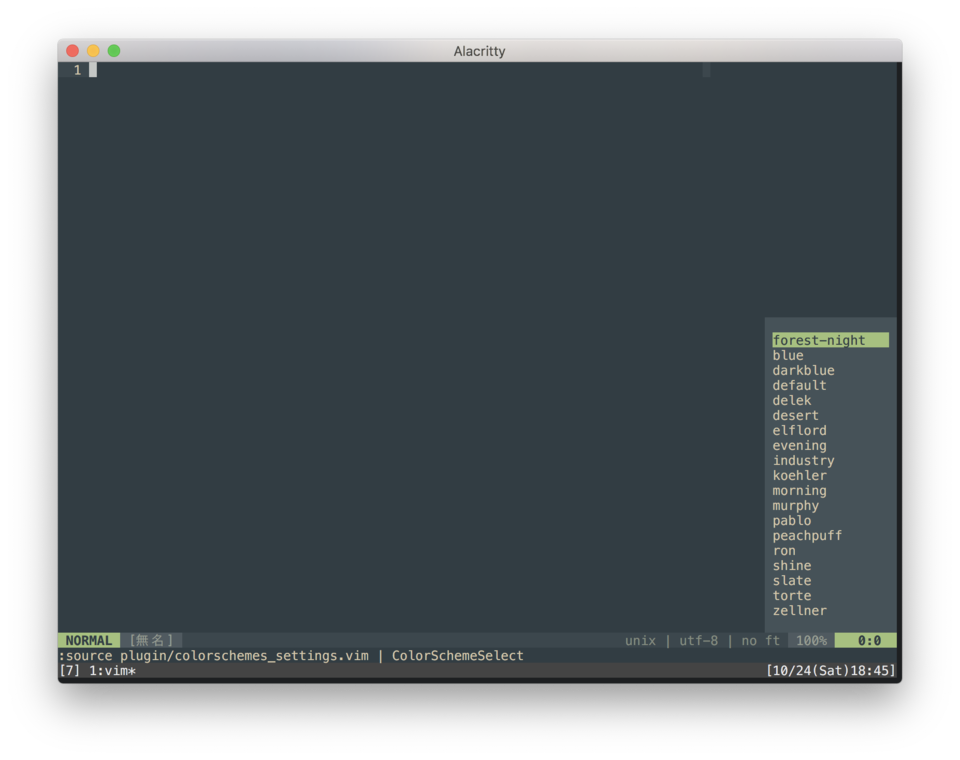 Alacritty
1
forest-night
blue
darkblue
default
delek
desert
elflord
evening
industry
koehler
morning
murphy
pablo
peachpuff
ron
shine
slate
torte
zellner
NORMAL [無名] unix | utf-8 | no ft 100% 0:0
:source plugin/colorschemes_settings.vim | ColorSchemeSelect
[7] 1:vim* [10/24(Sat)18:45]